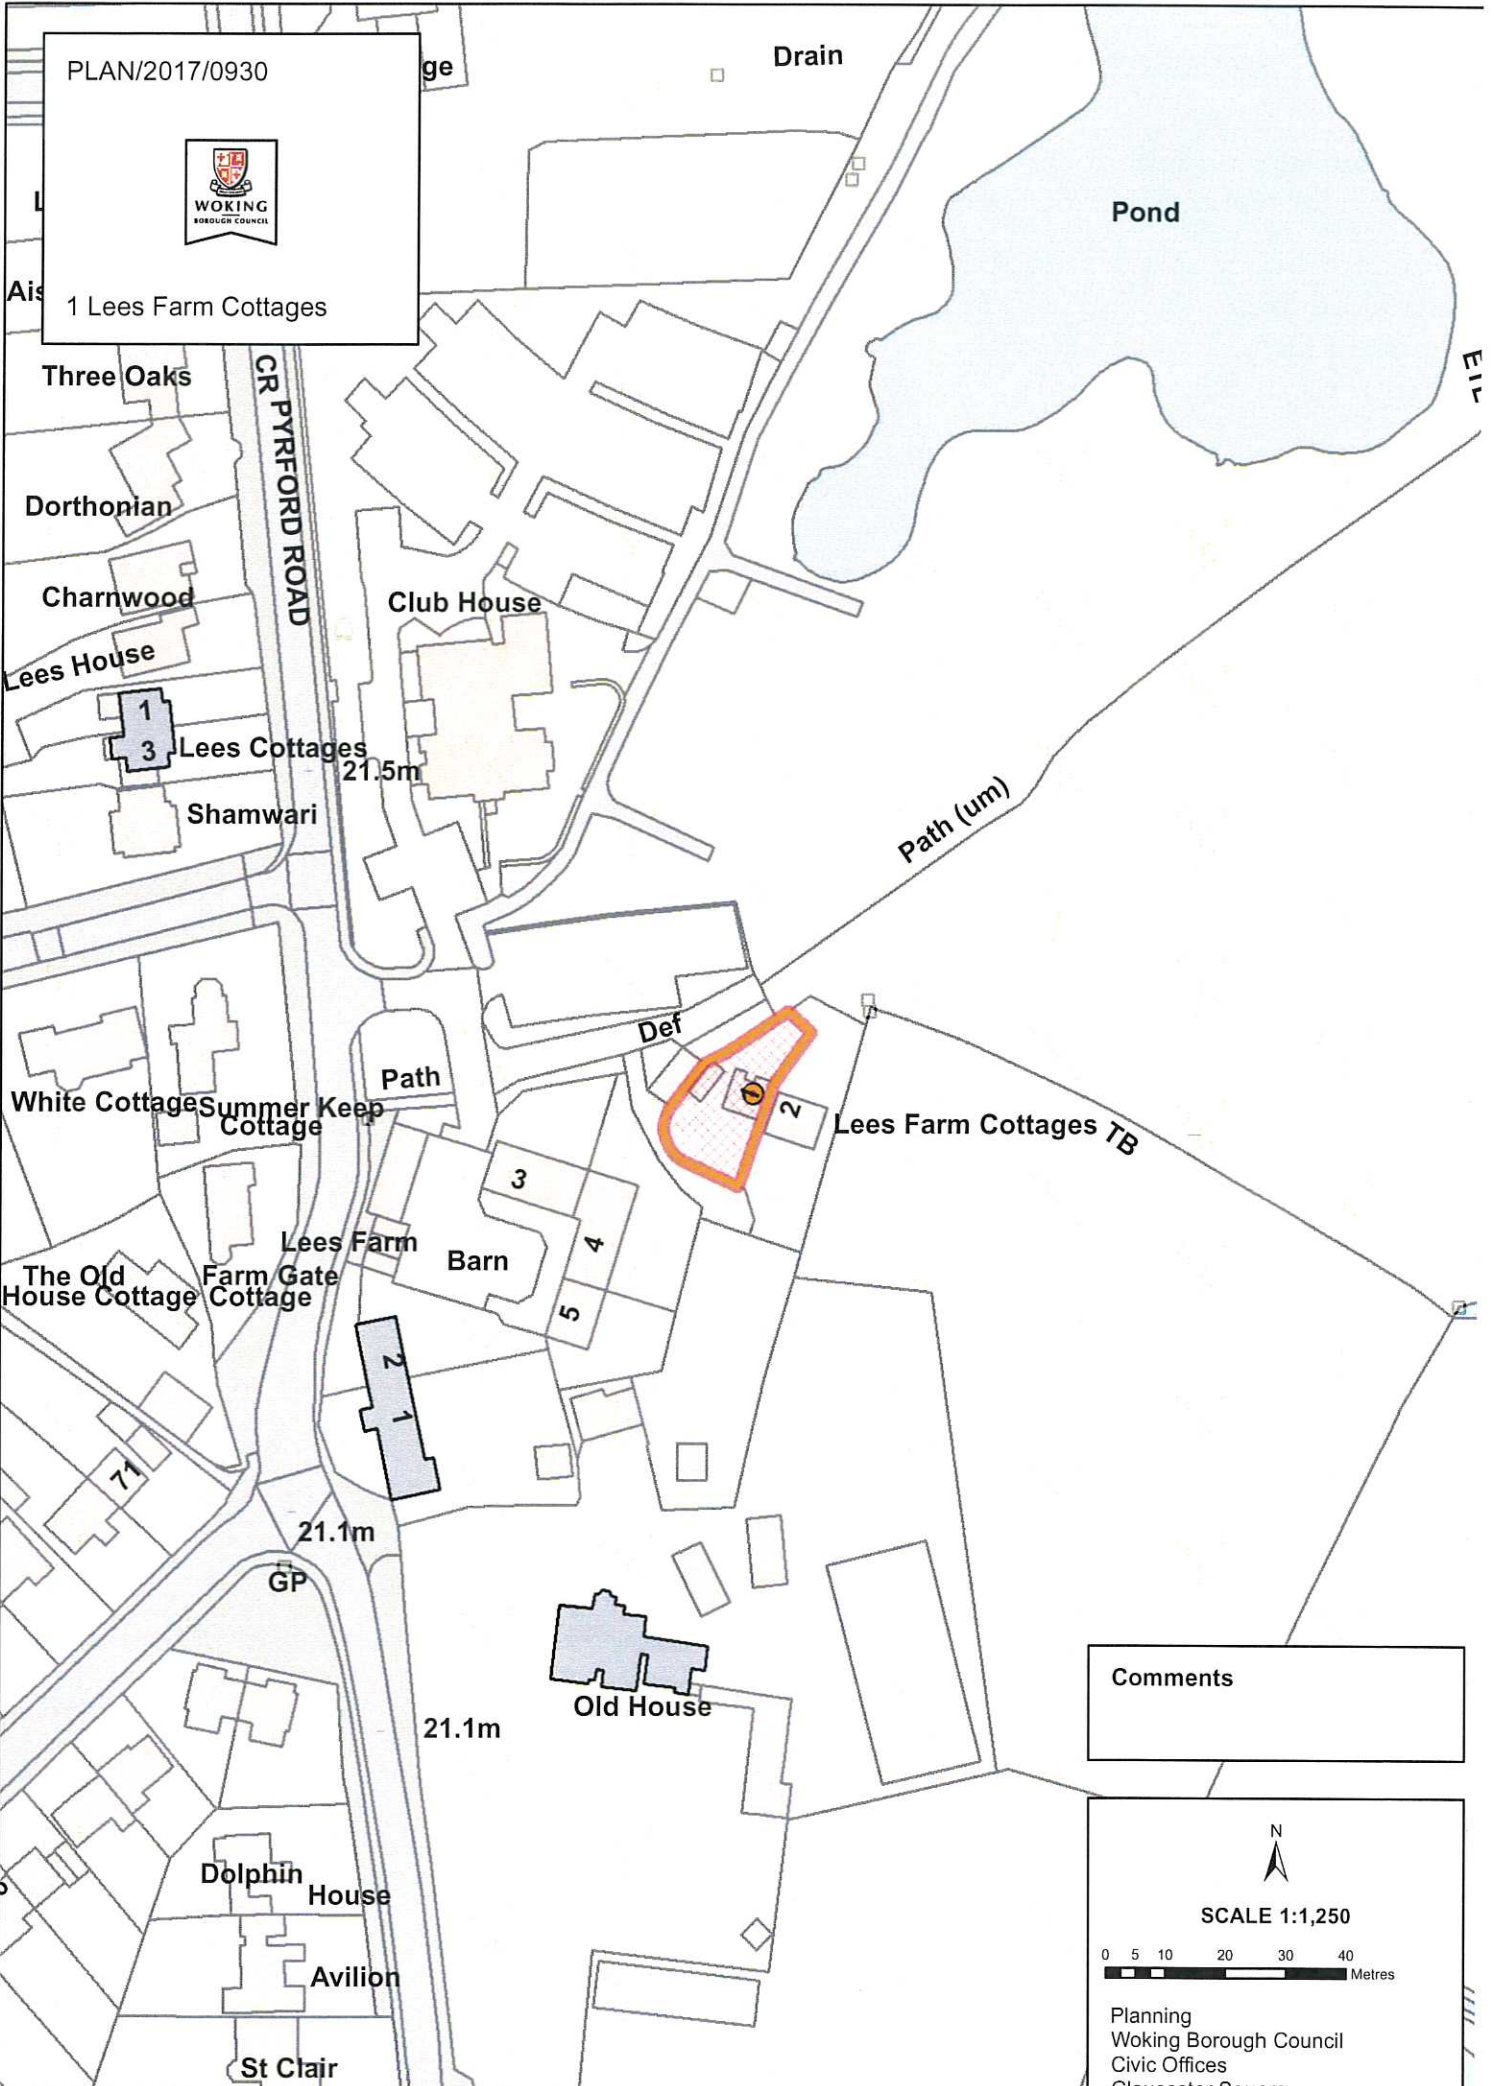 PLAN/2017/0930
WOKING
BOROUGH COUNCIL
1 Lees Farm Cottages
ge
Drain
Pond
Ais
Three Oaks
CR
PYRFORD ROAD
Dorthonian
Charnwood
Club House
Lees House
1
3
Lees Cottages
21.5m
Shamwari
Path (um)
Def
Path
White Cottage
Summer Keep
Cottage
1
2
Lees Farm Cottages
TB
3
4
5
Lees Farm
Barn
The Old
House Cottage
Farm Gate
Cottage
2
1
71
21.1m
GP
Old House
21.1m
Comments
Dolphin
House
Avilion
St Clair
N
SCALE 1:1,250
0 5 10 20 30 40
Metres
Planning
Woking Borough Council
Civic Offices